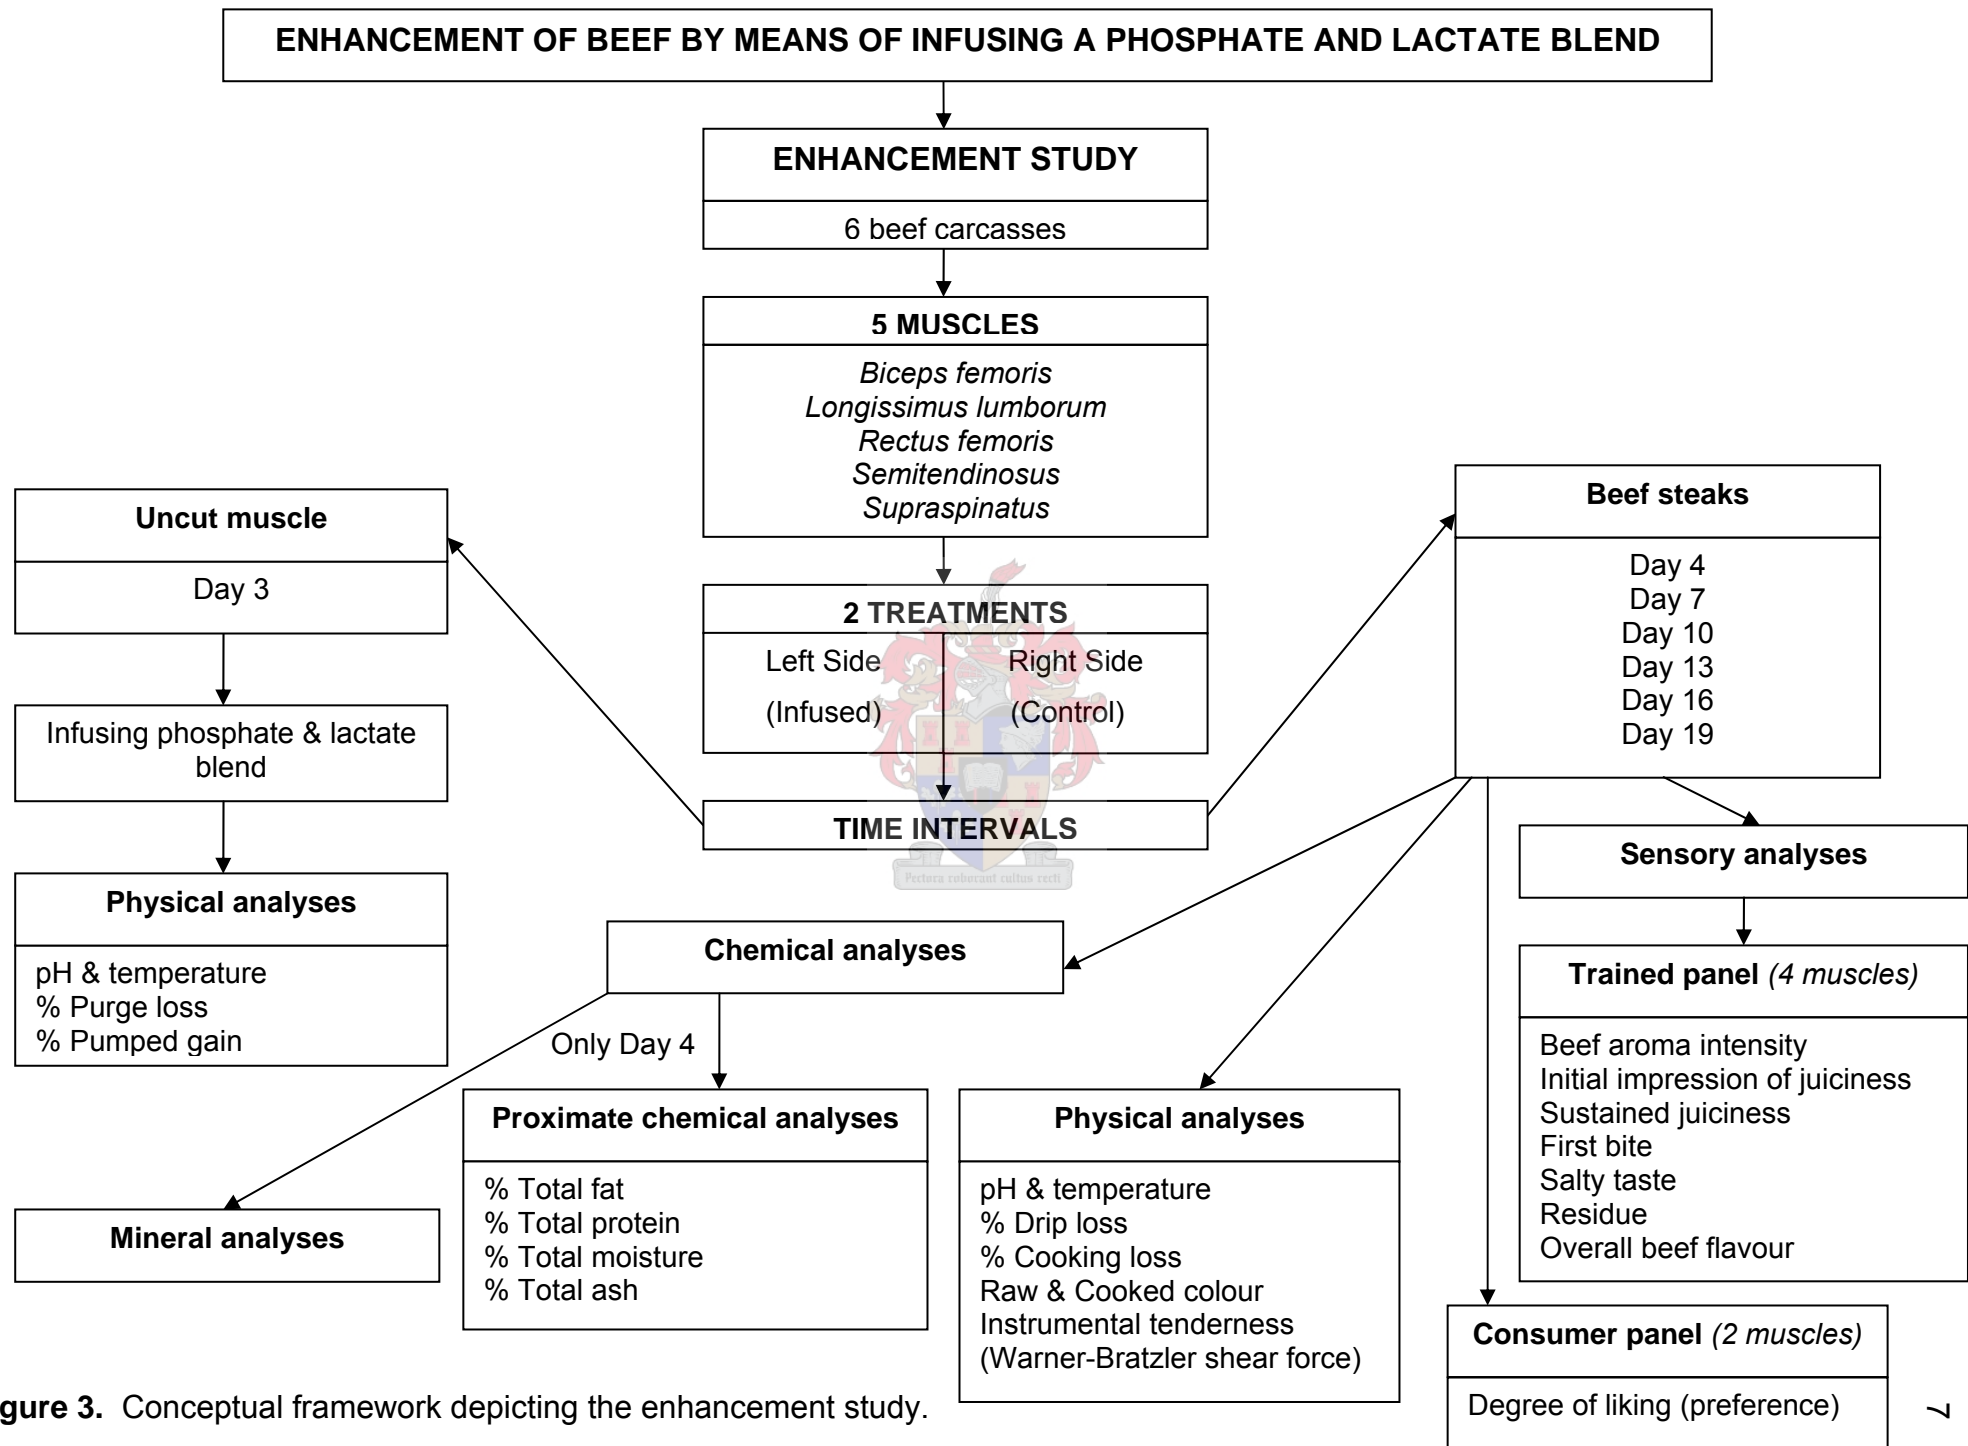 ENHANCEMENT OF BEEF BY MEANS OF INFUSING A PHOSPHATE AND LACTATE BLEND
ENHANCEMENT STUDY
6 beef carcasses
5 MUSCLES
Biceps femoris
Longissimus lumborum
Rectus femoris
Semitendinosus
Supraspinatus
2 TREATMENTS
Left Side
(Infused)
Right Side
(Control)
TIME INTERVALS
Pectora roborant cultus recti
Uncut muscle
Day 3
Infusing phosphate & lactate
blend
Physical analyses
pH & temperature
% Purge loss
% Pumped gain
Beef steaks
Day 4
Day 7
Day 10
Day 13
Day 16
Day 19
Chemical analyses
Only Day 4
Mineral analyses
Proximate chemical analyses
% Total fat
% Total protein
% Total moisture
% Total ash
Physical analyses
pH & temperature
% Drip loss
% Cooking loss
Raw & Cooked colour
Instrumental tenderness
(Warner-Bratzler shear force)
Sensory analyses
Trained panel (4 muscles)
Beef aroma intensity
Initial impression of juiciness
Sustained juiciness
First bite
Salty taste
Residue
Overall beef flavour
Consumer panel (2 muscles)
Degree of liking (preference)
gure 3. Conceptual framework depicting the enhancement study.
7